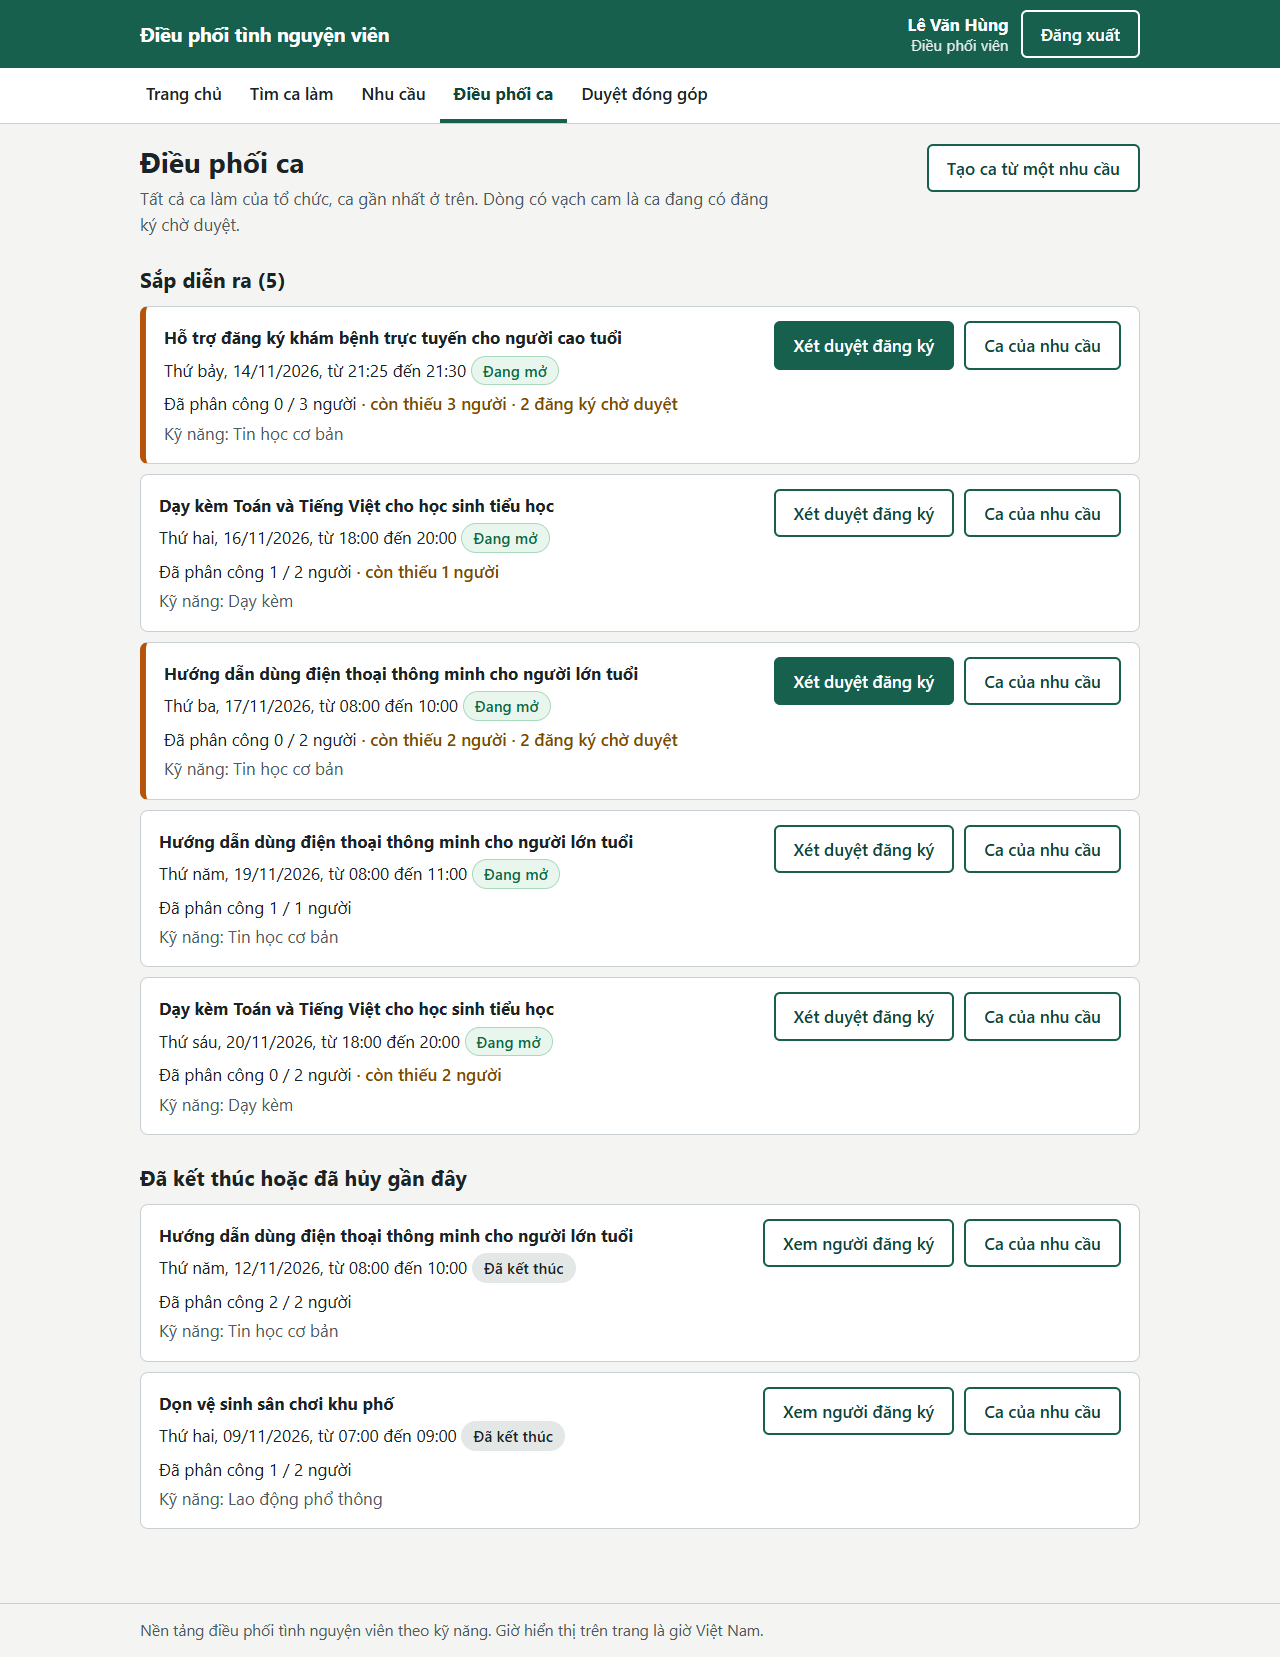 Điều phối tình nguyện viên
Lê Văn Hùng
Điều phối viên
Đăng xuất
Trang chủ
Tìm ca làm
Nhu cầu
Điều phối ca
Duyệt đóng góp
Điều phối ca
Tạo ca từ một nhu cầu
Tất cả ca làm của tổ chức, ca gần nhất ở trên. Dòng có vạch cam là ca đang có đăng
ký chờ duyệt.
Sắp diễn ra (5)
Hỗ trợ đăng ký khám bệnh trực tuyến cho người cao tuổi
Xét duyệt đăng ký
Ca của nhu cầu
Thứ bảy, 14/11/2026, từ 21:25 đến 21:30 Đang mở
Đã phân công 0 / 3 người · còn thiếu 3 người · 2 đăng ký chờ duyệt
Kỹ năng: Tin học cơ bản
Dạy kèm Toán và Tiếng Việt cho học sinh tiểu học
Xét duyệt đăng ký
Ca của nhu cầu
Thứ hai, 16/11/2026, từ 18:00 đến 20:00 Đang mở
Đã phân công 1 / 2 người · còn thiếu 1 người
Kỹ năng: Dạy kèm
Hướng dẫn dùng điện thoại thông minh cho người lớn tuổi
Xét duyệt đăng ký
Ca của nhu cầu
Thứ ba, 17/11/2026, từ 08:00 đến 10:00 Đang mở
Đã phân công 0 / 2 người · còn thiếu 2 người · 2 đăng ký chờ duyệt
Kỹ năng: Tin học cơ bản
Hướng dẫn dùng điện thoại thông minh cho người lớn tuổi
Xét duyệt đăng ký
Ca của nhu cầu
Thứ năm, 19/11/2026, từ 08:00 đến 11:00 Đang mở
Đã phân công 1 / 1 người
Kỹ năng: Tin học cơ bản
Dạy kèm Toán và Tiếng Việt cho học sinh tiểu học
Xét duyệt đăng ký
Ca của nhu cầu
Thứ sáu, 20/11/2026, từ 18:00 đến 20:00 Đang mở
Đã phân công 0 / 2 người · còn thiếu 2 người
Kỹ năng: Dạy kèm
Đã kết thúc hoặc đã hủy gần đây
Hướng dẫn dùng điện thoại thông minh cho người lớn tuổi
Xem người đăng ký
Ca của nhu cầu
Thứ năm, 12/11/2026, từ 08:00 đến 10:00 Đã kết thúc
Đã phân công 2 / 2 người
Kỹ năng: Tin học cơ bản
Dọn vệ sinh sân chơi khu phố
Xem người đăng ký
Ca của nhu cầu
Thứ hai, 09/11/2026, từ 07:00 đến 09:00 Đã kết thúc
Đã phân công 1 / 2 người
Kỹ năng: Lao động phổ thông
Nền tảng điều phối tình nguyện viên theo kỹ năng. Giờ hiển thị trên trang là giờ Việt Nam.